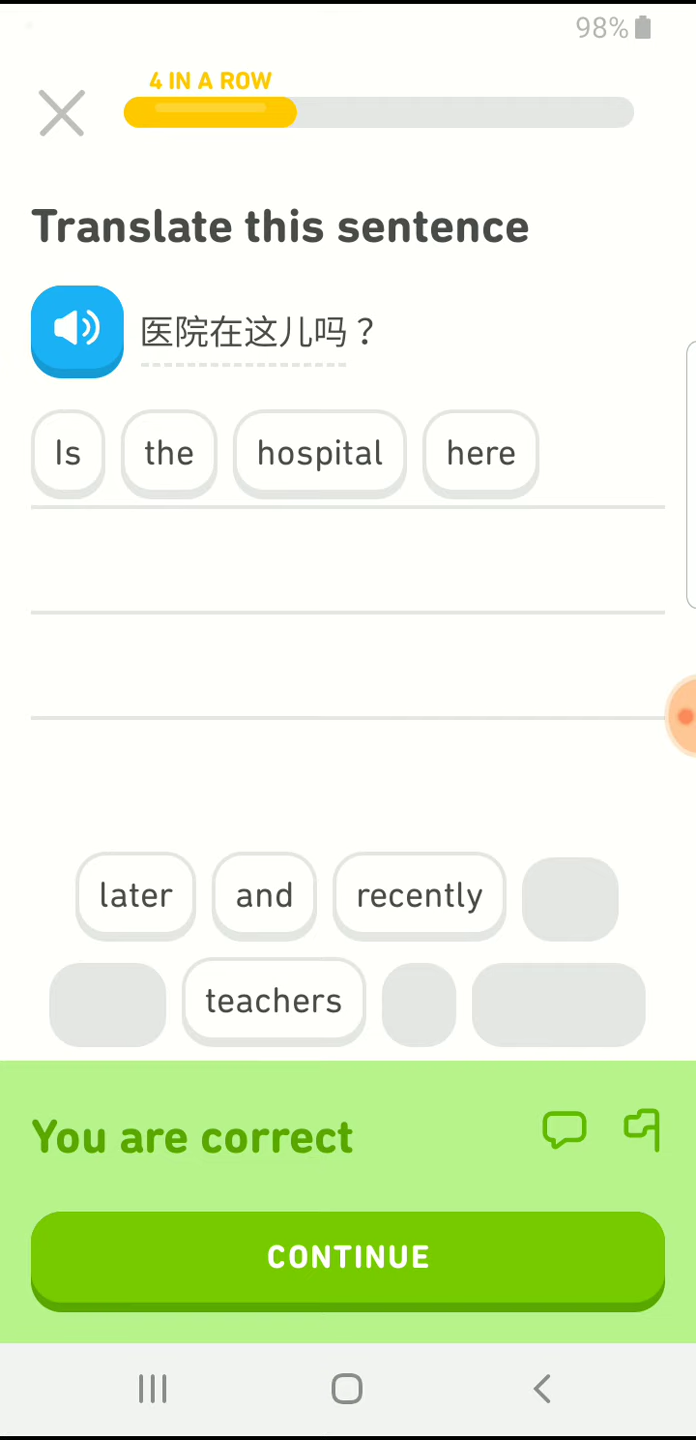 98%
4 IN A ROW
Translate this sentence
医院在这儿吗？
Is the hospital here
later and recently
teachers
You are correct
CONTINUE